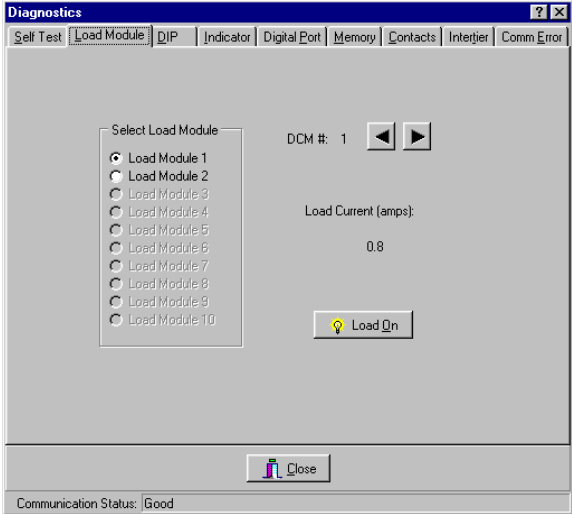 Diagnostics
Self Test Load Module DIP Indicator Digital Port Memory Contacts Intertier Comm Error
Select Load Module
Load Module 1
Load Module 2
Load Module 3
Load Module 4
Load Module 5
Load Module 6
Load Module 7
Load Module 8
Load Module 9
Load Module 10
DCM #: 1
Load Current (amps):
0.8
Load On
Close
Communication Status: Good